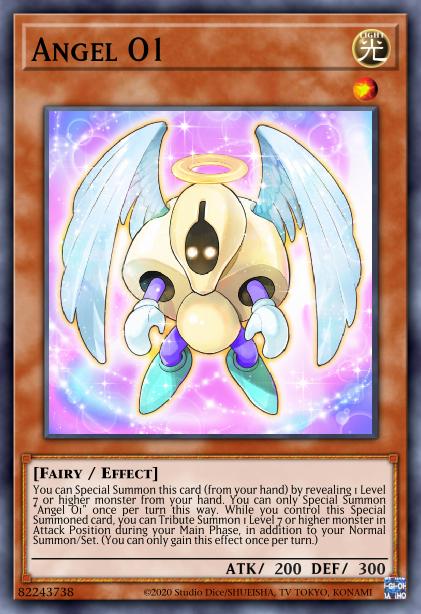 Angel O1
LIGHT
光
[Fairy / Effect]
You can Special Summon this card (from your hand) by revealing 1 Level
7 or higher monster from your hand. You can only Special Summon
"Angel O1" once per turn this way. While you control this Special
Summoned card, you can Tribute Summon 1 Level 7 or higher monster in
Attack Position during your Main Phase, in addition to your Normal
Summon/Set. (You can only gain this effect once per turn.)
ATK/ 200 DEF/ 300
82243738 ©2020 Studio Dice/SHUEISHA, TV TOKYO, KONAMI